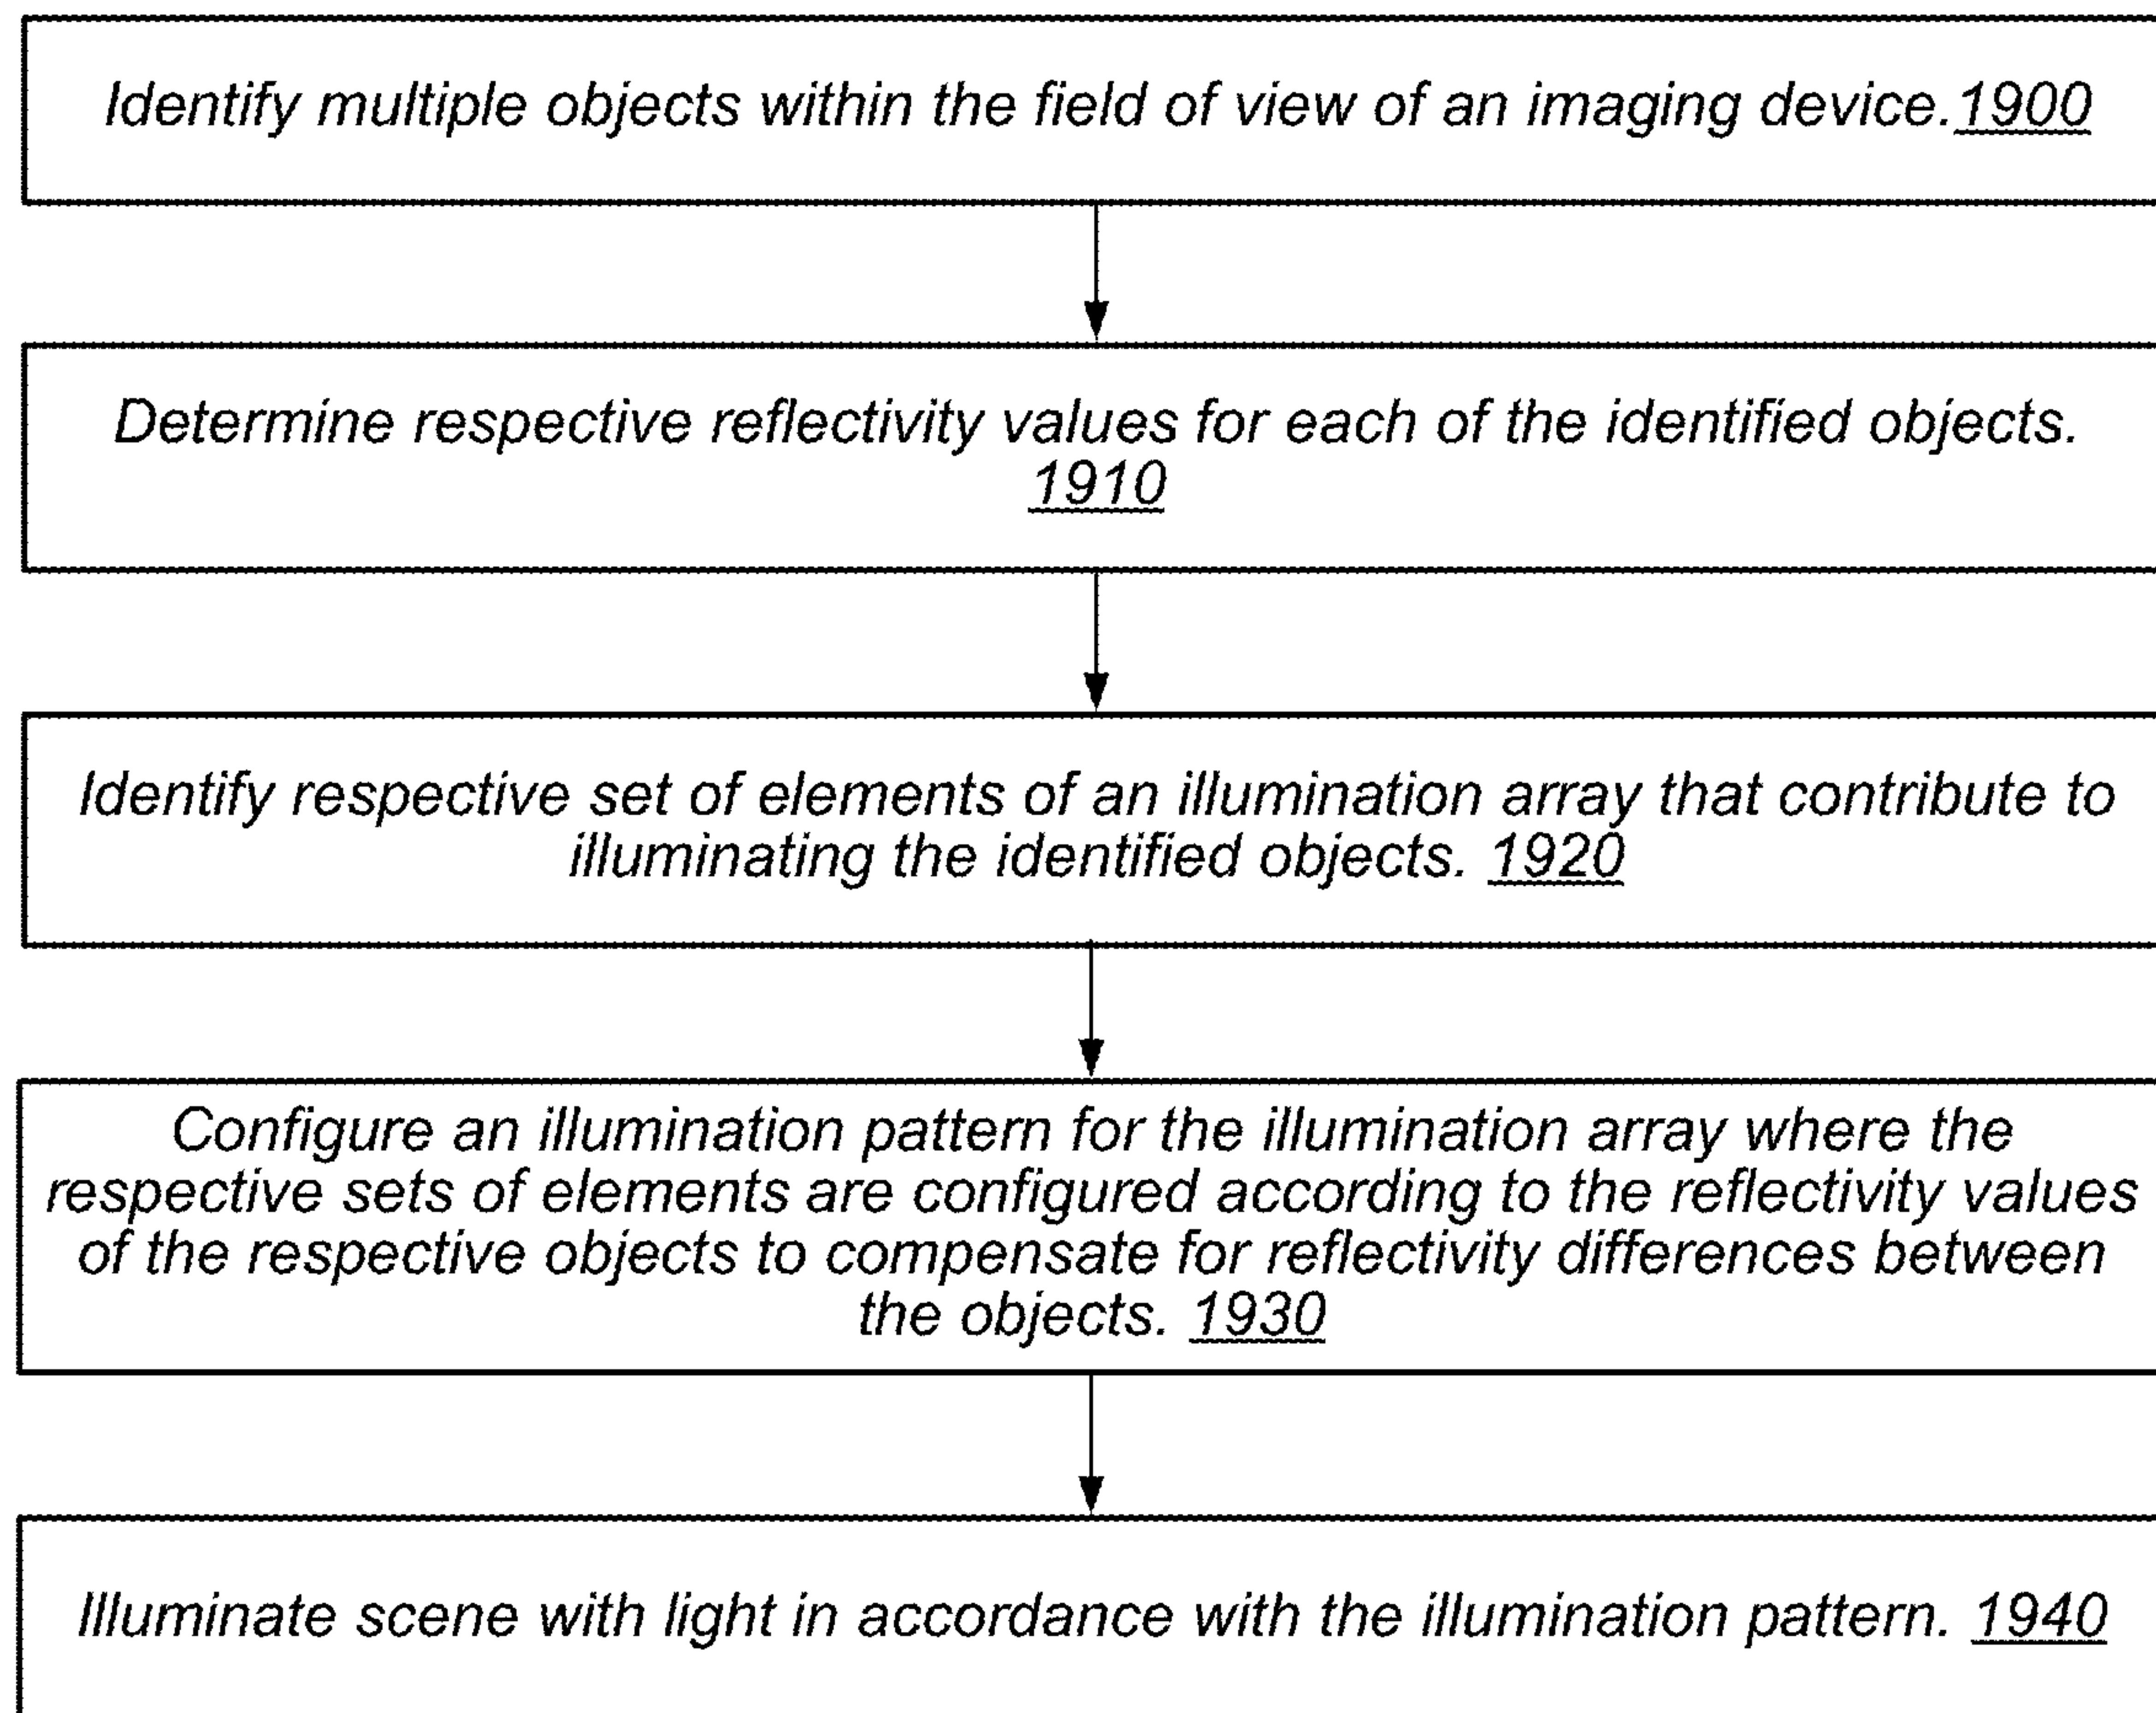 Identify multiple objects within the field of view of an imaging device.1900
Determine respective reflectivity values for each of the identified objects.
1910
Identify respective set of elements of an illumination array that contribute to
illuminating the identified objects. 1920
Configure an illumination pattern for the illumination array where the
respective sets of elements are configured according to the reflectivity values
of the respective objects to compensate for reflectivity differences between
the objects. 1930
Illuminate scene with light in accordance with the illumination pattern. 1940